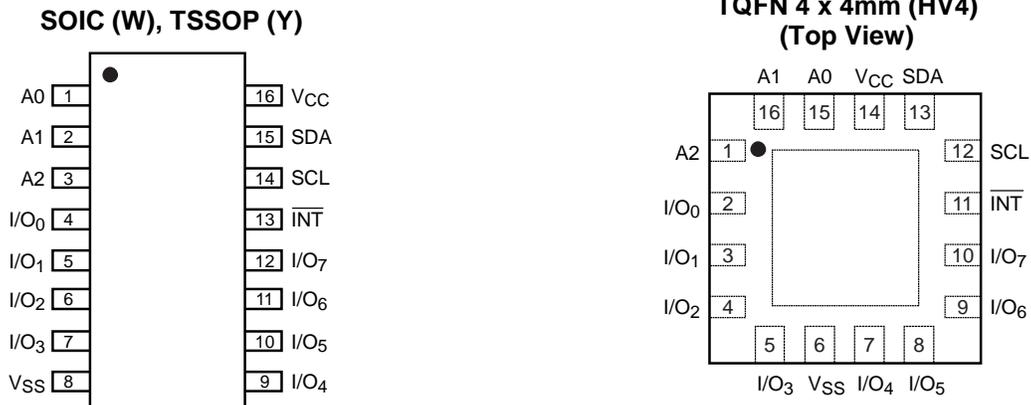 SOIC (W), TSSOP (Y)
A0 1 16 VCC
A1 2 15 SDA
A2 3 14 SCL
I/O0 4 13 INT
I/O1 5 12 I/O7
I/O2 6 11 I/O6
I/O3 7 10 I/O5
VSS 8 9 I/O4
TQFN 4 x 4mm (HV4)
(Top View)
A1 A0 VCC SDA
16 15 14 13
A2 1 12 SCL
I/O0 2 11 INT
I/O1 3 10 I/O7
I/O2 4 9 I/O6
5 6 7 8
I/O3 VSS I/O4 I/O5